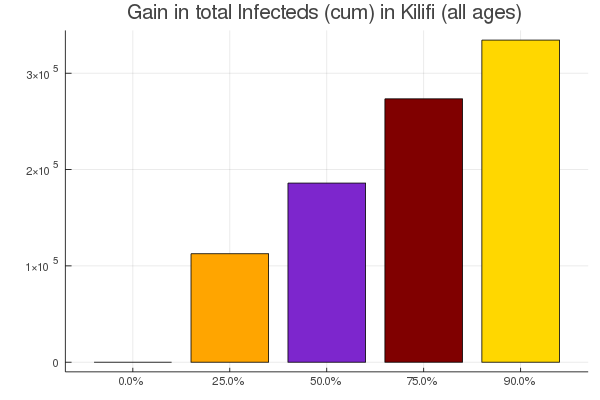 Gain in total Infecteds (cum) in Kilifi (all ages)
3×10 5
2×10 5
1×10 5
0
0.0% 25.0% 50.0% 75.0% 90.0%